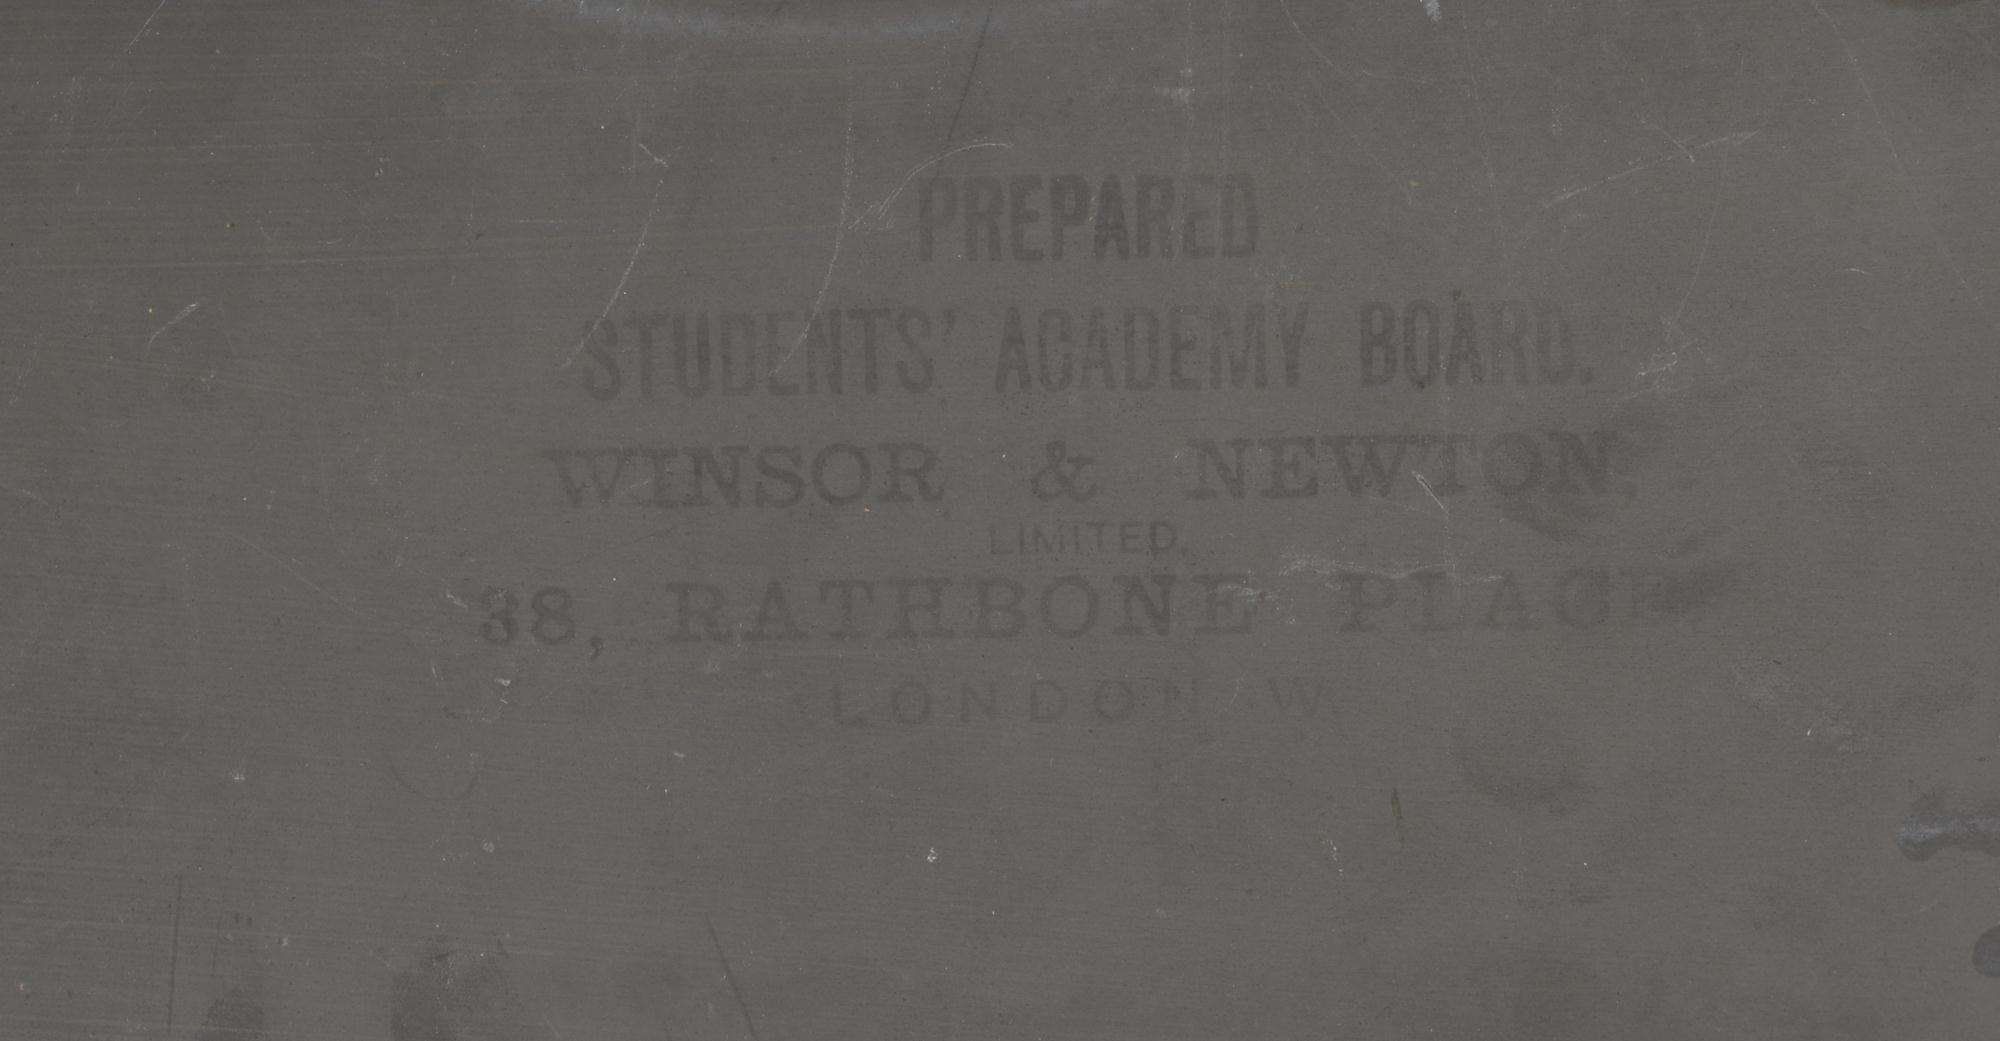 PREPARED
STUDENTS' ACADEMY BOARD.
WINSOR & NEWTON,
LIMITED,
38, RATHBONE PLACE
LONDON. W